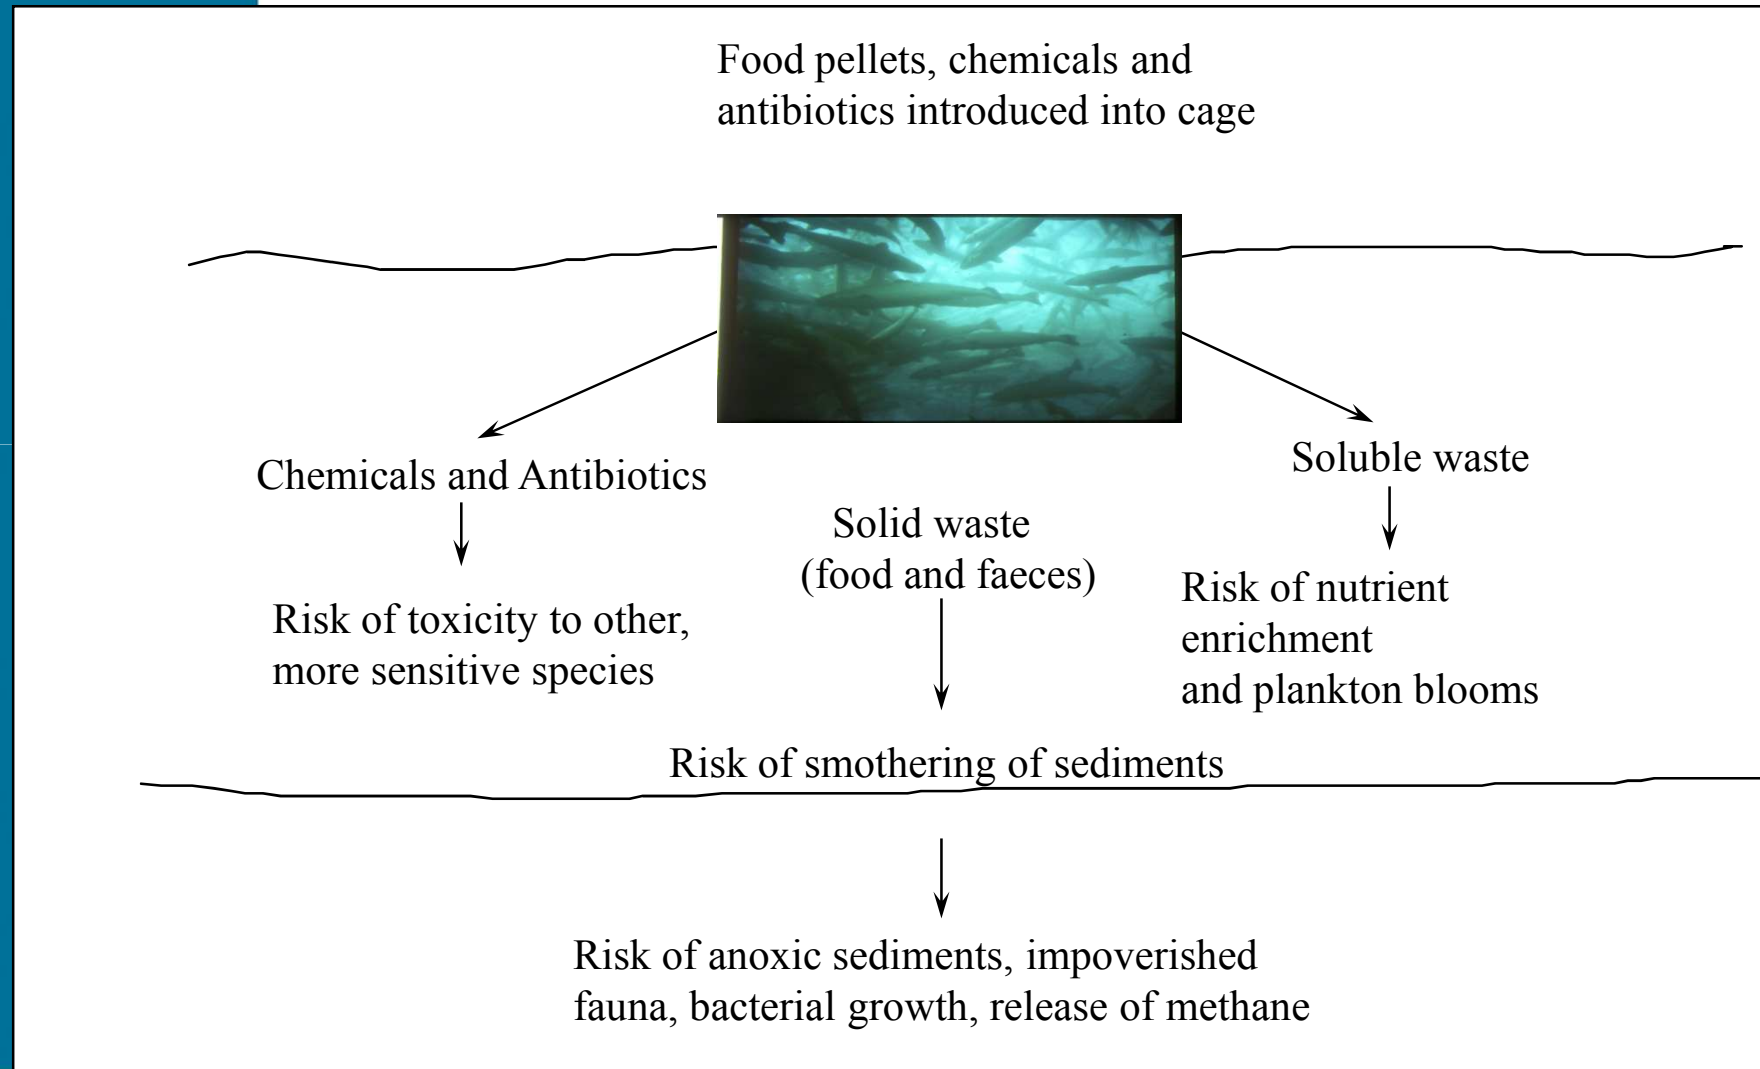 Food pellets, chemicals and
antibiotics introduced into cage
Chemicals and Antibiotics
Risk of toxicity to other,
more sensitive species
Solid waste
(food and faeces)
Soluble waste
Risk of nutrient
enrichment
and plankton blooms
Risk of smothering of sediments
Risk of anoxic sediments, impoverished
fauna, bacterial growth, release of methane